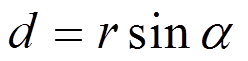 d = r sin α